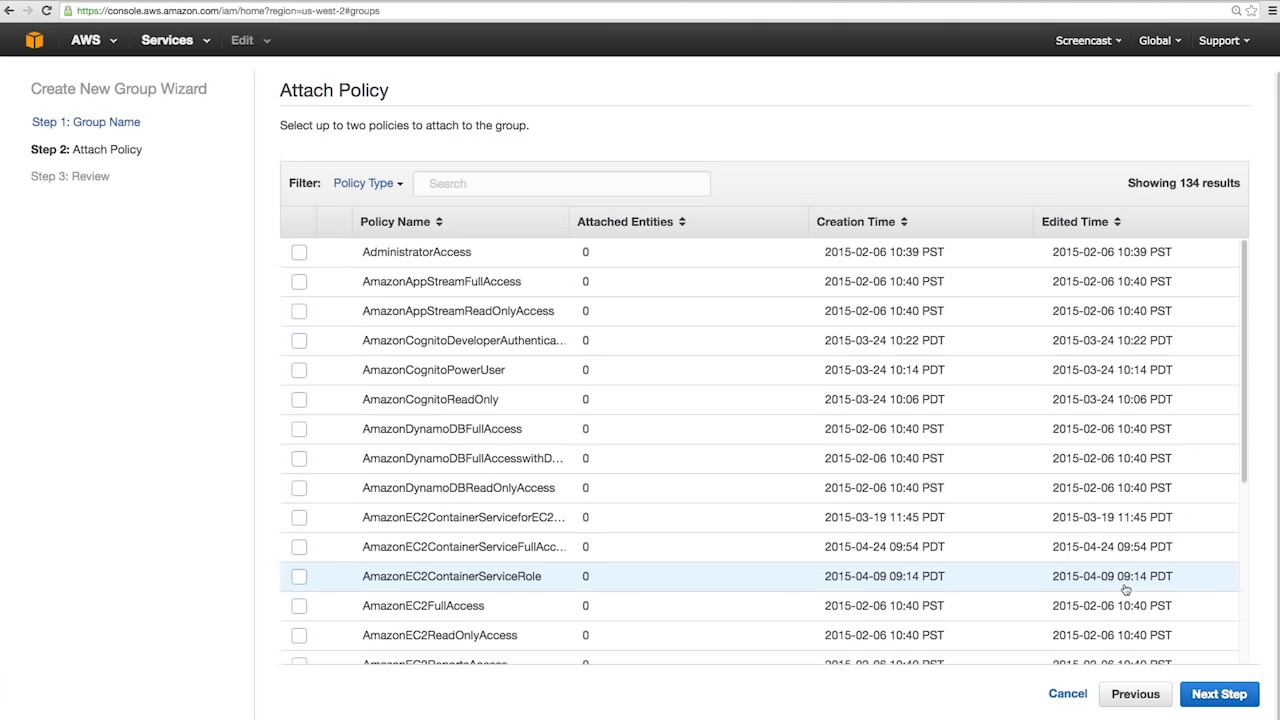 https://console.aws.amazon.com/iam/home?region=us-west-2#groups
AWS Services Edit Screencast Global Support
Create New Group Wizard
Step 1: Group Name
Step 2: Attach Policy
Step 3: Review
Attach Policy
Select up to two policies to attach to the group.
Filter: Policy Type Search Showing 134 results
Policy Name Attached Entities Creation Time Edited Time
AdministratorAccess 0 2015-02-06 10:39 PST 2015-02-06 10:39 PST
AmazonAppStreamFullAccess 0 2015-02-06 10:40 PST 2015-02-06 10:40 PST
AmazonAppStreamReadOnlyAccess 0 2015-02-06 10:40 PST 2015-02-06 10:40 PST
AmazonCognitoDeveloperAuthentica... 0 2015-03-24 10:22 PDT 2015-03-24 10:22 PDT
AmazonCognitoPowerUser 0 2015-03-24 10:14 PDT 2015-03-24 10:14 PDT
AmazonCognitoReadOnly 0 2015-03-24 10:06 PDT 2015-03-24 10:06 PDT
AmazonDynamoDBFullAccess 0 2015-02-06 10:40 PST 2015-02-06 10:40 PST
AmazonDynamoDBFullAccesswithD... 0 2015-02-06 10:40 PST 2015-02-06 10:40 PST
AmazonDynamoDBReadOnlyAccess 0 2015-02-06 10:40 PST 2015-02-06 10:40 PST
AmazonEC2ContainerServiceforEC2... 0 2015-03-19 11:45 PDT 2015-03-19 11:45 PDT
AmazonEC2ContainerServiceFullAcc... 0 2015-04-24 09:54 PDT 2015-04-24 09:54 PDT
AmazonEC2ContainerServiceRole 0 2015-04-09 09:14 PDT 2015-04-09 09:14 PDT
AmazonEC2FullAccess 0 2015-02-06 10:40 PST 2015-02-06 10:40 PST
AmazonEC2ReadOnlyAccess 0 2015-02-06 10:40 PST 2015-02-06 10:40 PST
AmazonEC2ReportsAccess 0 2015-02-06 10:40 PST 2015-02-06 10:40 PST
Cancel Previous Next Step